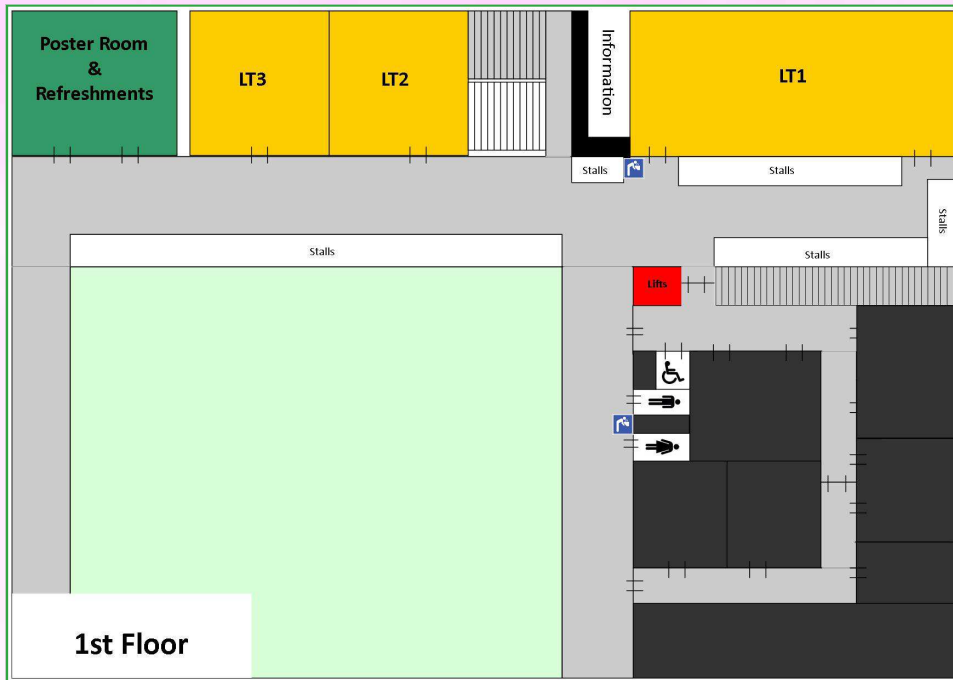 Poster Room
&
Refreshments
LT3
LT2
Information
LT1
Stalls
Stalls
Stalls
Stalls
Stalls
Lifts
1st Floor